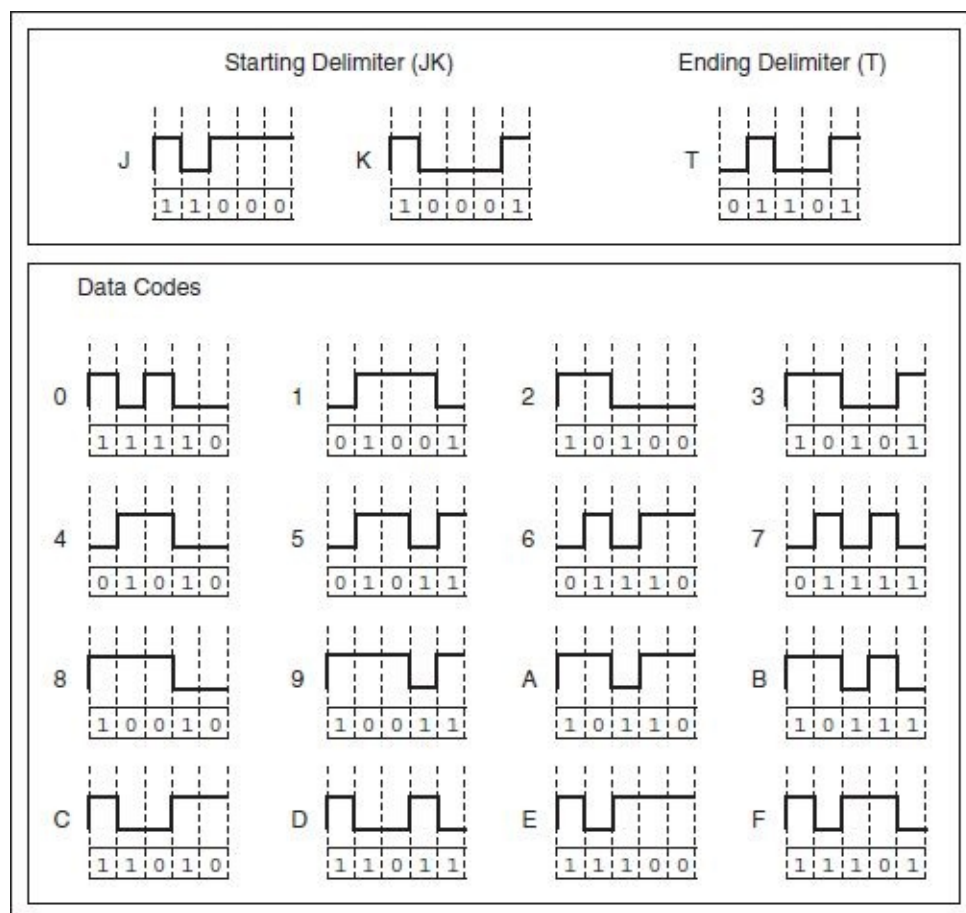 Starting Delimiter (JK) Ending Delimiter (T)
J K T
1 1 0 0 0 1 0 0 0 1 0 1 1 0 1
Data Codes
0 1 2 3
1 1 1 1 0 0 1 0 0 1 1 0 1 0 0 1 0 1 0 1
4 5 6 7
0 1 0 1 0 0 1 0 1 1 0 1 1 1 0 0 1 1 1 1
8 9 A B
1 0 0 1 0 1 0 0 1 1 1 0 1 1 0 1 0 1 1 1
C D E F
1 1 0 1 0 1 1 0 1 1 1 1 1 0 0 1 1 1 0 1